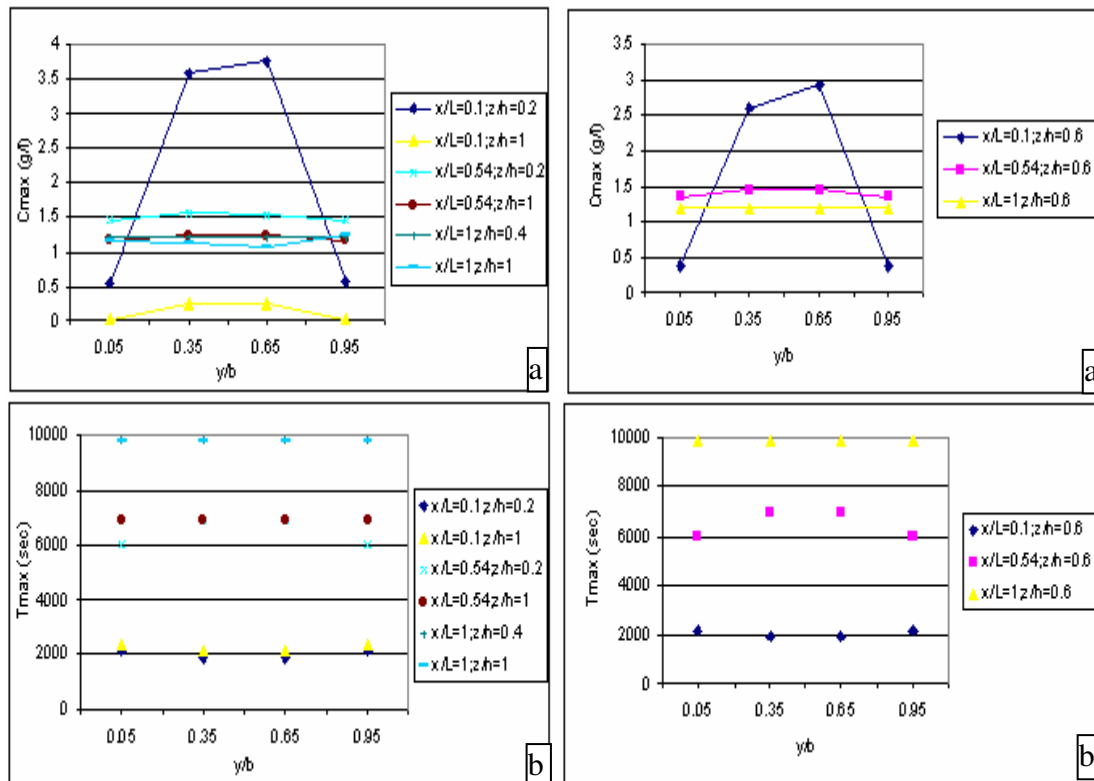 4
3.5
3
2.5
2
1.5
1
0.5
0
Cmax (g/l)
0.05 0.35 0.65 0.95
y/b
x/L=0.1;z/h=0.2
x/L=0.1;z/h=1
x/L=0.54;z/h=0.2
x/L=0.54;z/h=1
x/L=1;z/h=0.4
x/L=1;z/h=1
a
3.5
3
2.5
2
1.5
1
0.5
0
Cmax (g/l)
0.05 0.35 0.65 0.95
y/b
x/L=0.1;z/h=0.6
x/L=0.54;z/h=0.6
x/L=1;z/h=0.6
a
10000
8000
6000
4000
2000
0
Tmax (sec)
0.05 0.35 0.65 0.95
y/b
x/L=0.1;z/h=0.2
x/L=0.1;z/h=1
x/L=0.54;z/h=0.2
x/L=0.54;z/h=1
x/L=1;z/h=0.4
x/L=1;z/h=1
b
10000
8000
6000
4000
2000
0
Tmax (sec)
0.05 0.35 0.65 0.95
y/b
x/L=0.1;z/h=0.6
x/L=0.54;z/h=0.6
x/L=1;z/h=0.6
b